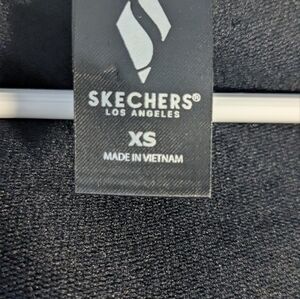 SKECHERS®
LOS ANGELES
XS
MADE IN VIETNAM